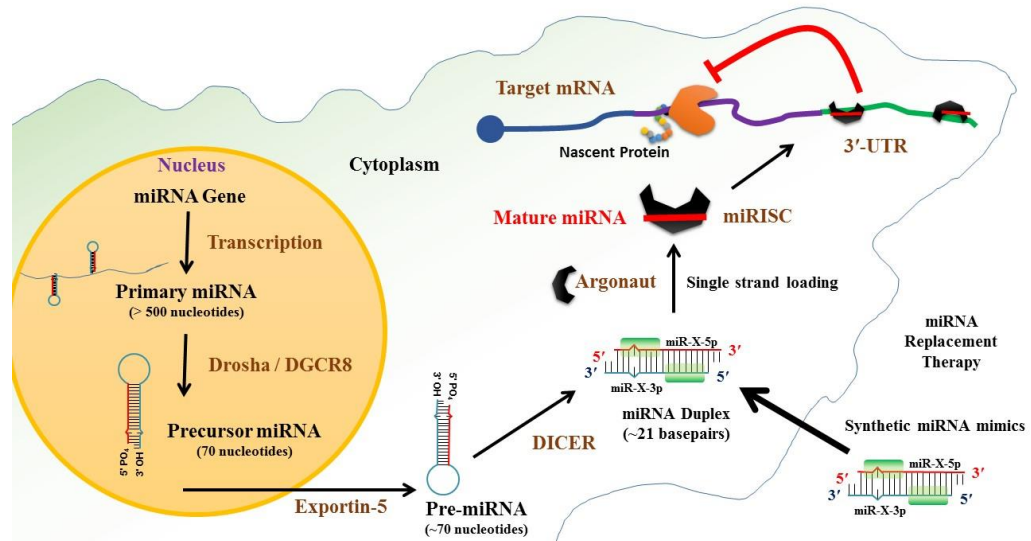 Target mRNA
Nascent Protein
3′-UTR
Cytoplasm
Nucleus
miRNA Gene
Transcription
Primary miRNA
(> 500 nucleotides)
Drosha / DGCR8
Precursor miRNA
(70 nucleotides)
5′ PO4
3′ OH
Exportin-5
3′ OH
5′ PO4
Pre-miRNA
(~70 nucleotides)
DICER
miR-X-5p
5′
3′
3′
5′
miR-X-3p
miRNA Duplex
(~21 basepairs)
Argonaut
Single strand loading
Mature miRNA
miRISC
miRNA
Replacement
Therapy
Synthetic miRNA mimics
miR-X-5p
5′
3′
3′
5′
miR-X-3p